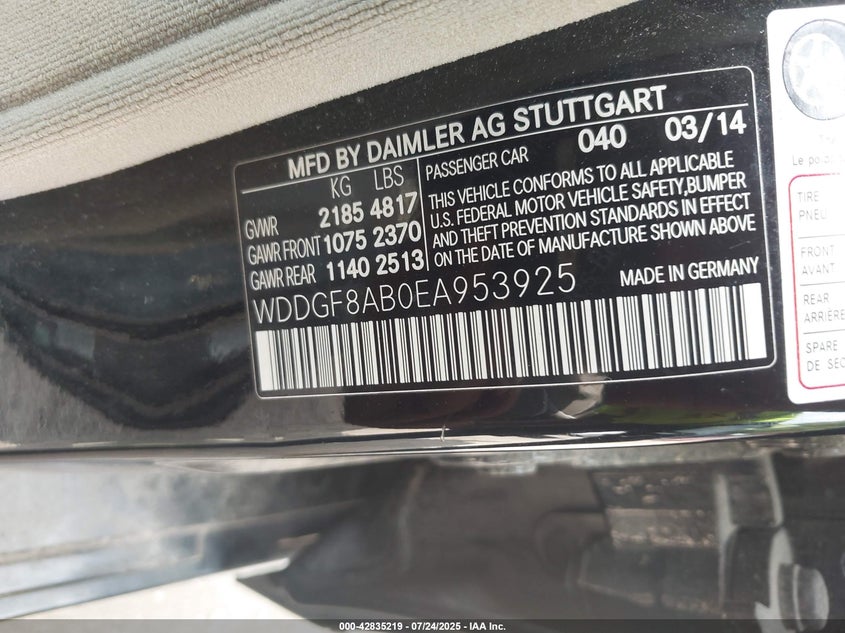 MFD BY DAIMLER AG STUTTGART
KG LBS
GVWR 2185 4817
GAWR FRONT 1075 2370
GAWR REAR 1140 2513
PASSENGER CAR 040 03/14
THIS VEHICLE CONFORMS TO ALL APPLICABLE
U.S. FEDERAL MOTOR VEHICLE SAFETY,BUMPER
AND THEFT PREVENTION STANDARDS IN EFFECT
ON THE DATE OF MANUFACTURE SHOWN ABOVE
WDDGF8AB0EA953925
MADE IN GERMANY
TIRE
PNEU
FRONT
AVANT
REAR
ARRIÈRE
SPARE
DE
000-42835219 - 07/24/2025 - IAA Inc.